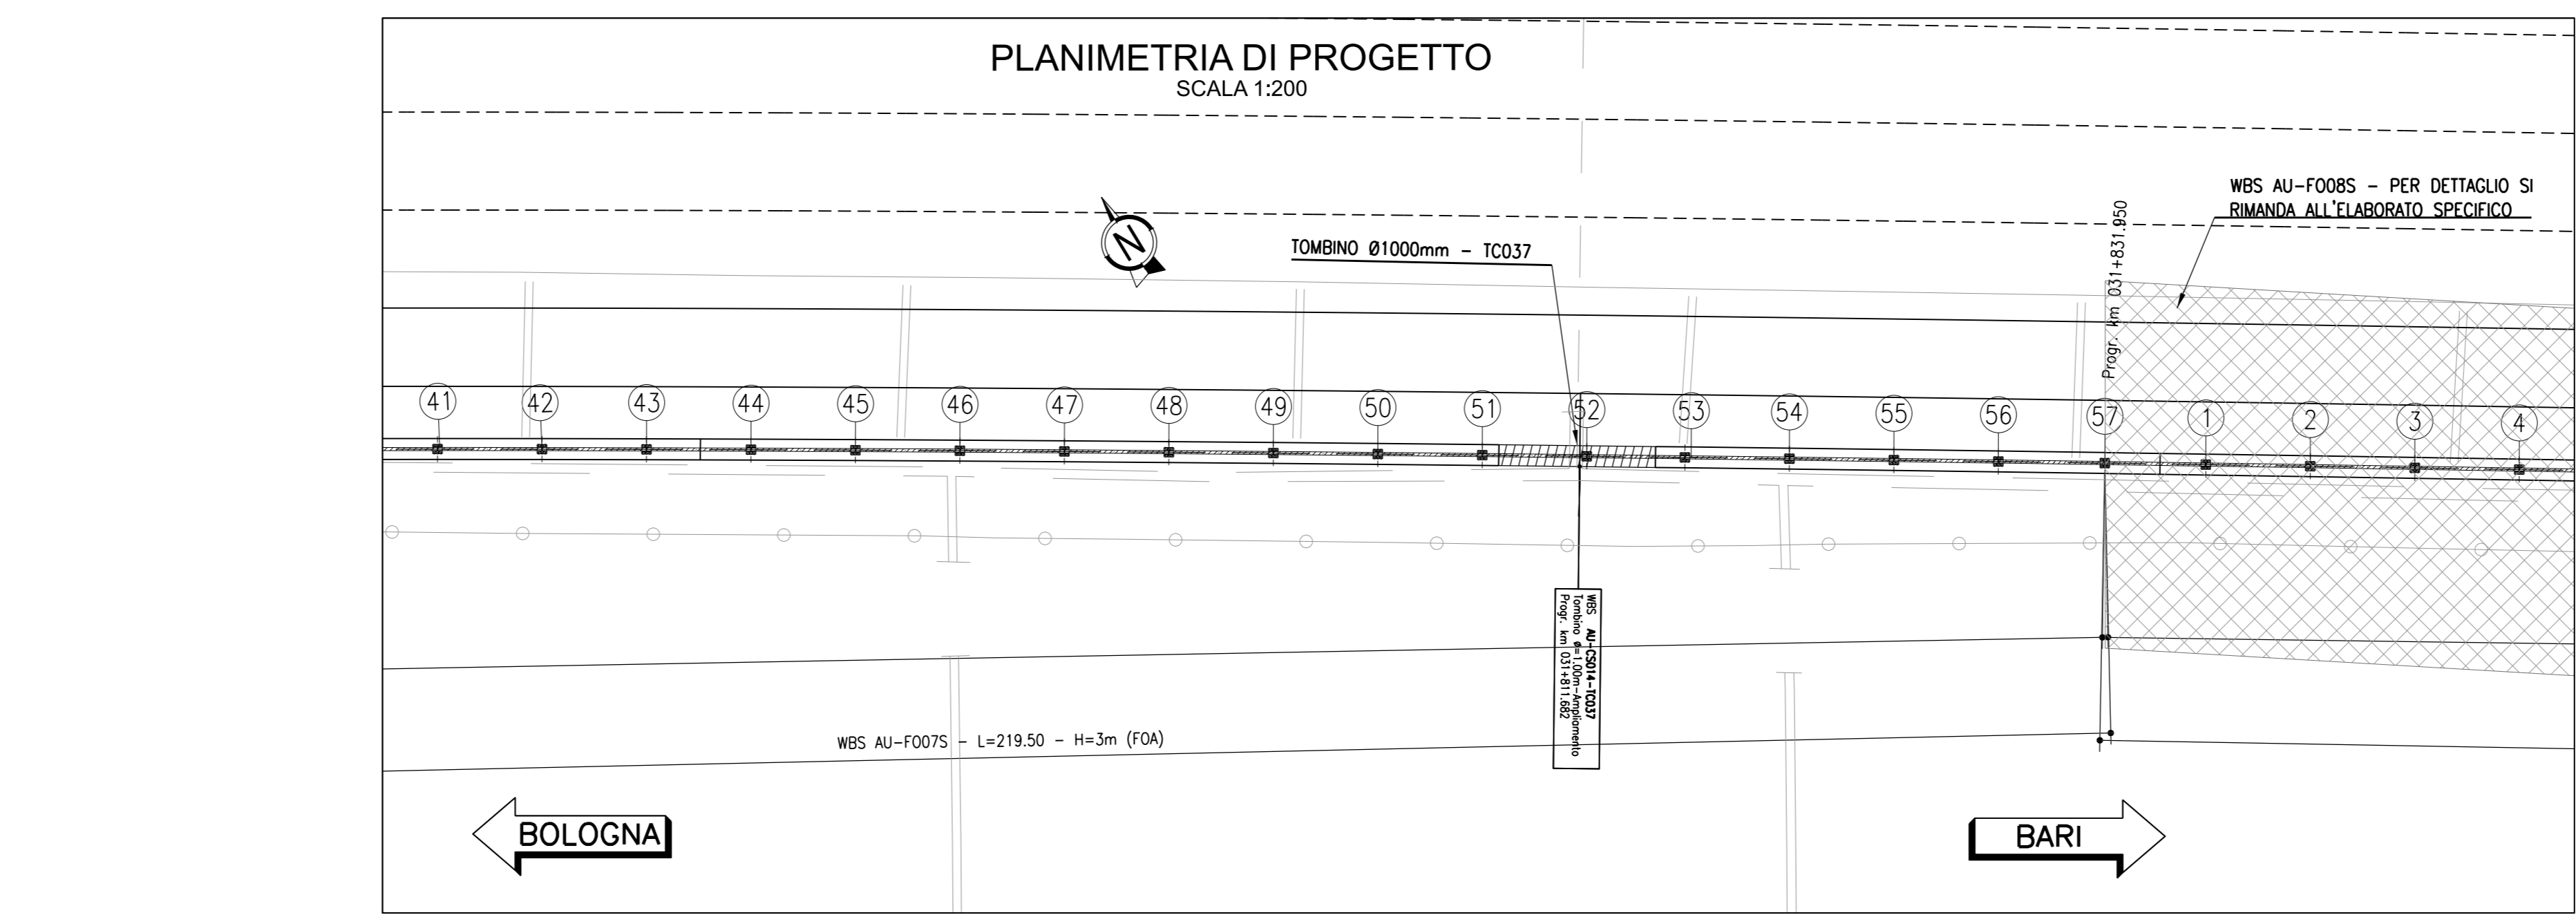 PLANIMETRIA DI PROGETTO
SCALA 1:200
WBS AU-FO08S - PER DETTAGLIO SI
RIMANDA ALL'ELABORATO SPECIFICO
Progr. km 031+831.950
N
TOMBINO Ø1000mm - TC037
41 42 43 44 45 46 47 48 49 50 51 52 53 54 55 56 57 1 2 3 4
WBS AU-CS014-TC037
Tombino Ø=1.00m-Ampliamento
Progr. km 031+811.682
WBS AU-FO07S - L=219.50 - H=3m (FOA)
BOLOGNA
BARI